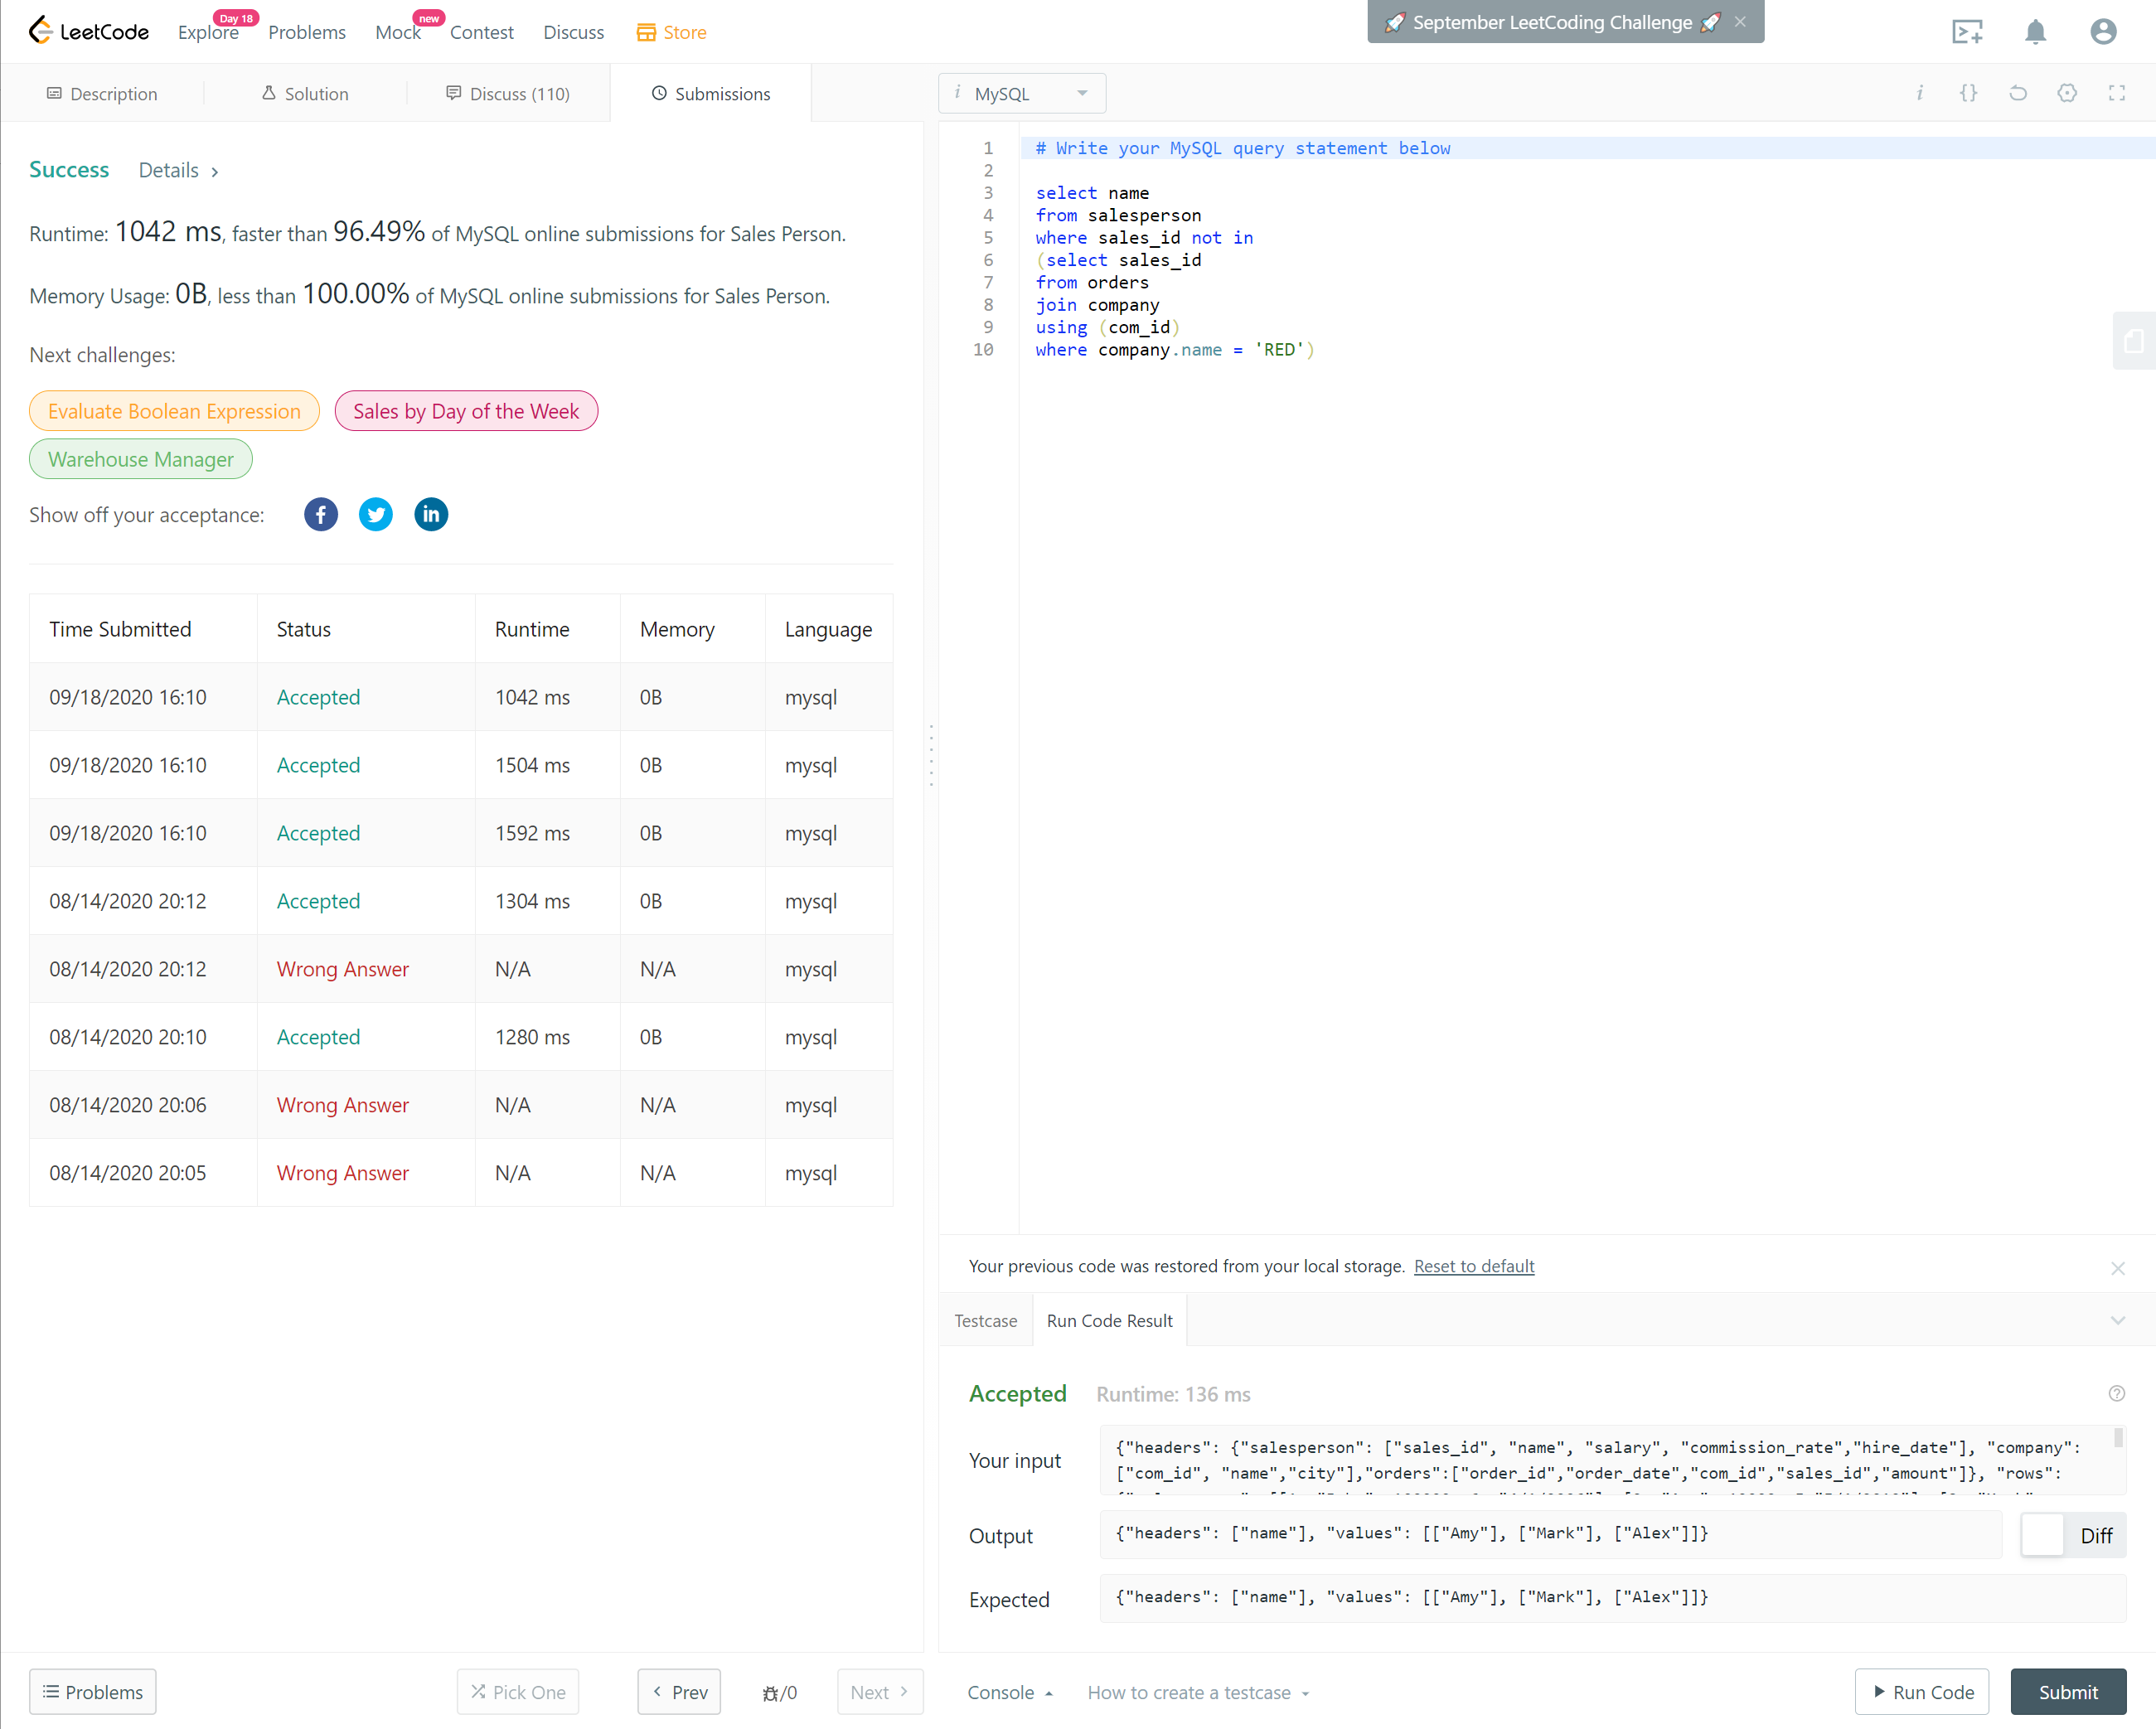 LeetCode
Explore
Day 18
Problems
Mock
new
Contest
Discuss
Store
🚀 September LeetCoding Challenge 🚀 ×
Description
Solution
Discuss (110)
Submissions
i MySQL
Success
Details >
Runtime: 1042 ms, faster than 96.49% of MySQL online submissions for Sales Person.
Memory Usage: 0B, less than 100.00% of MySQL online submissions for Sales Person.
Next challenges:
Evaluate Boolean Expression
Sales by Day of the Week
Warehouse Manager
Show off your acceptance:
Time Submitted Status Runtime Memory Language
09/18/2020 16:10 Accepted 1042 ms 0B mysql
09/18/2020 16:10 Accepted 1504 ms 0B mysql
09/18/2020 16:10 Accepted 1592 ms 0B mysql
08/14/2020 20:12 Accepted 1304 ms 0B mysql
08/14/2020 20:12 Wrong Answer N/A N/A mysql
08/14/2020 20:10 Accepted 1280 ms 0B mysql
08/14/2020 20:06 Wrong Answer N/A N/A mysql
08/14/2020 20:05 Wrong Answer N/A N/A mysql
1 # Write your MySQL query statement below
2
3 select name
4 from salesperson
5 where sales_id not in
6 (select sales_id
7 from orders
8 join company
9 using (com_id)
10 where company.name = 'RED')
Your previous code was restored from your local storage. Reset to default
Testcase
Run Code Result
Accepted
Runtime: 136 ms
Your input
{"headers": {"salesperson": ["sales_id", "name", "salary", "commission_rate","hire_date"], "company":
["com_id", "name","city"],"orders":["order_id","order_date","com_id","sales_id","amount"]}, "rows":
Output
{"headers": ["name"], "values": [["Amy"], ["Mark"], ["Alex"]]}
Diff
Expected
{"headers": ["name"], "values": [["Amy"], ["Mark"], ["Alex"]]}
Problems
Pick One
< Prev
/0
Next >
Console
How to create a testcase
Run Code
Submit